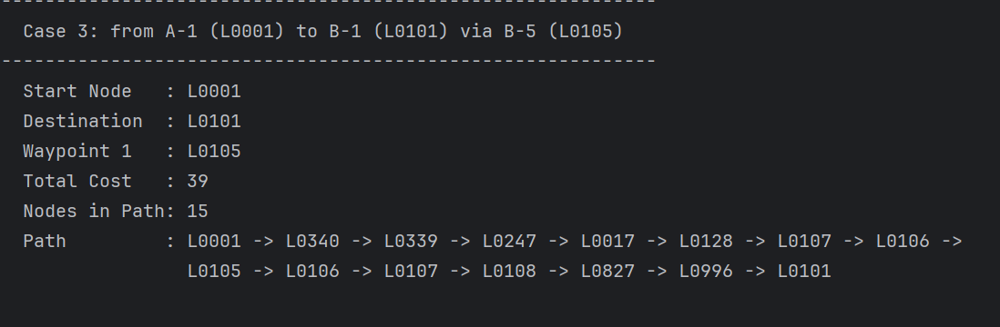 ------------------------------------------------------------
Case 3: from A-1 (L0001) to B-1 (L0101) via B-5 (L0105)
------------------------------------------------------------
Start Node   : L0001
Destination  : L0101
Waypoint 1   : L0105
Total Cost   : 39
Nodes in Path: 15
Path         : L0001 -> L0340 -> L0339 -> L0247 -> L0017 -> L0128 -> L0107 -> L0106 ->
L0105 -> L0106 -> L0107 -> L0108 -> L0827 -> L0996 -> L0101